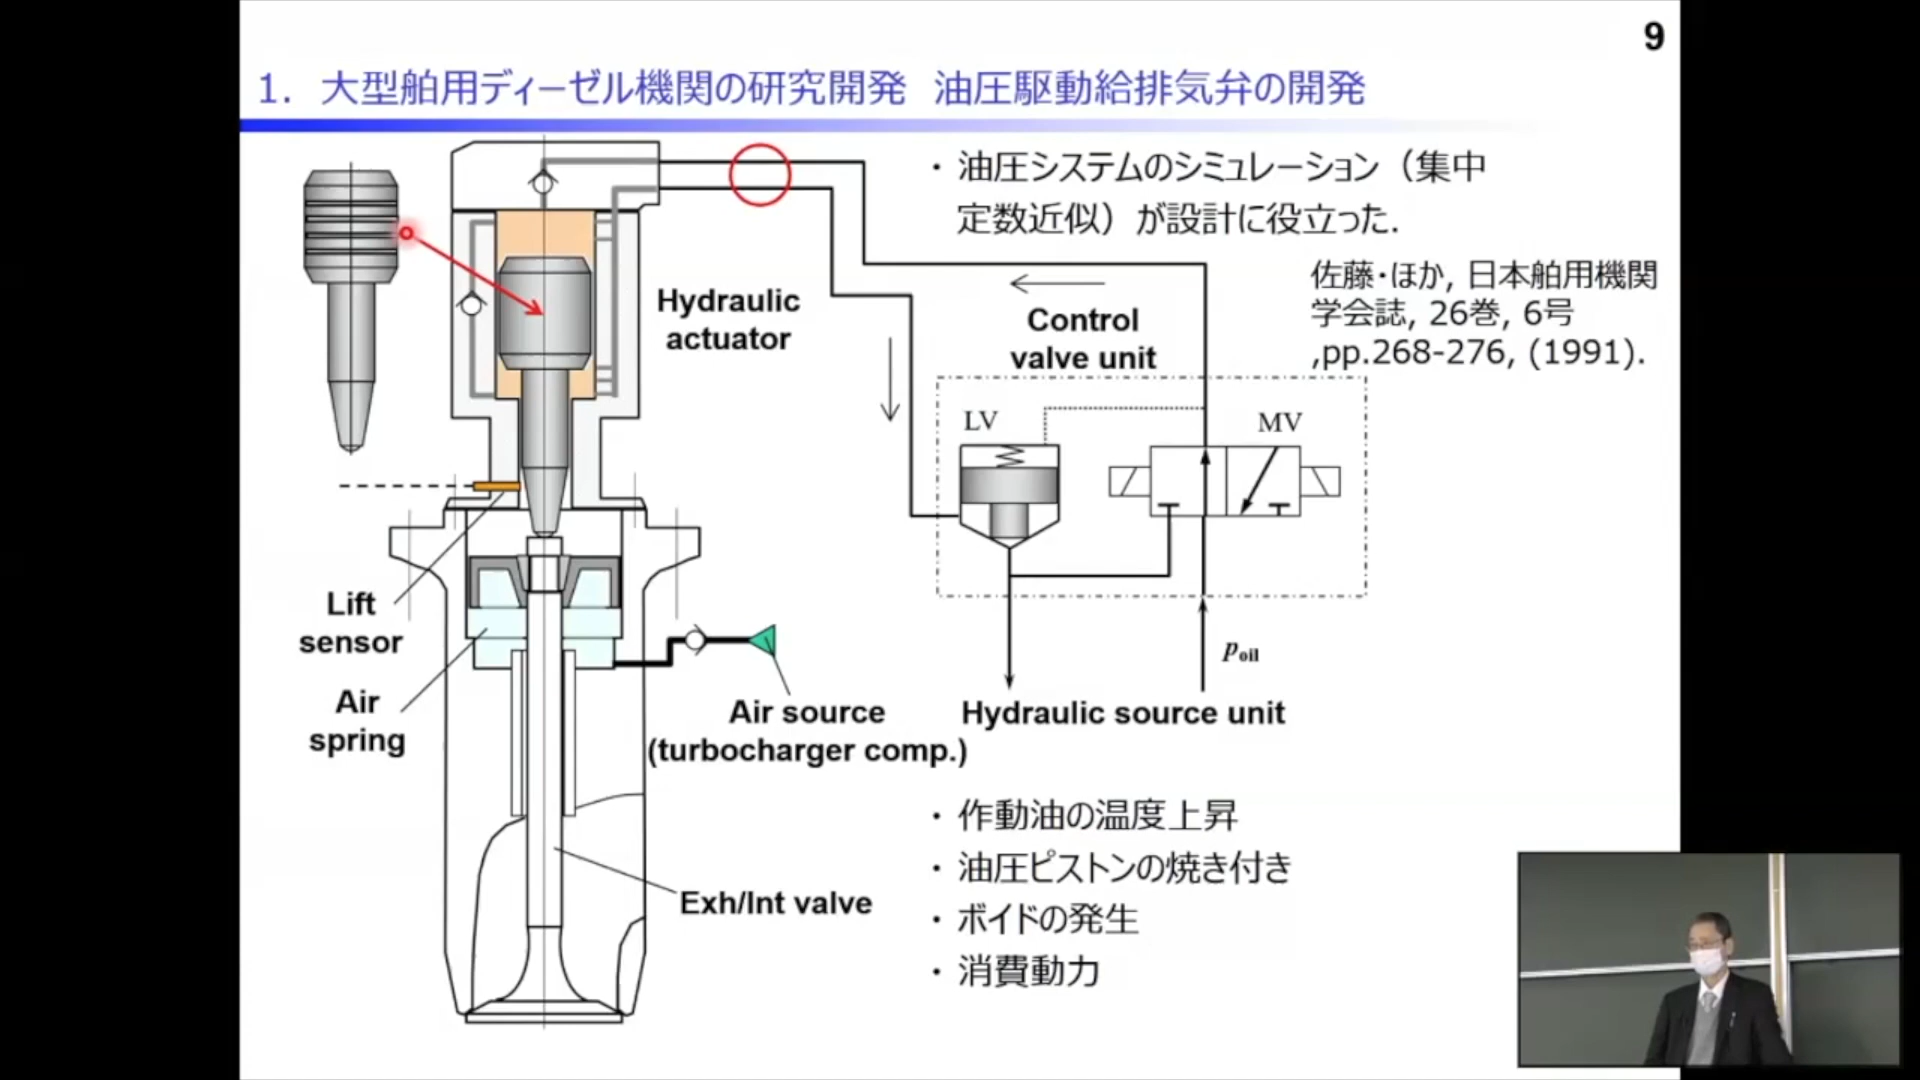 9
1. 大型舶用ディーゼル機関の研究開発 油圧駆動給排気弁の開発
・油圧システムのシミュレーション（集中
定数近似）が設計に役立った.
佐藤・ほか, 日本舶用機関
学会誌, 26巻, 6号
,pp.268-276, (1991).
Hydraulic
actuator
Control
valve unit
LV
MV
Lift
sensor
Air
spring
Poil
Air source
(turbocharger comp.)
Hydraulic source unit
Exh/Int valve
・作動油の温度上昇
・油圧ピストンの焼き付き
・ボイドの発生
・消費動力